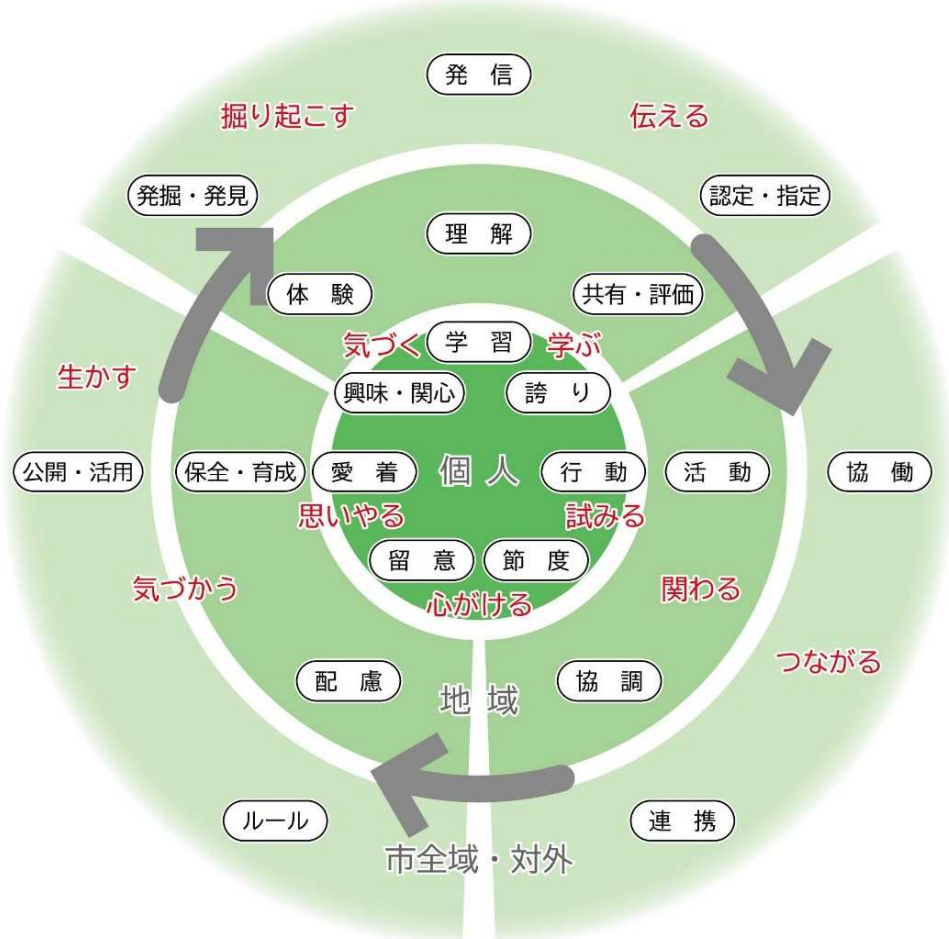 発 信
掘り起こす
伝える
発掘・発見
認定・指定
理 解
体 験
共有・評価
気づく
学 習
学ぶ
生かす
興味・関心
誇 り
公開・活用
保全・育成
愛 着
個 人
行 動
活 動
協 働
思いやる
試みる
留 意
節 度
気づかう
心がける
関わる
つながる
配 慮
地 域
協 調
ルール
連 携
市全域・対外